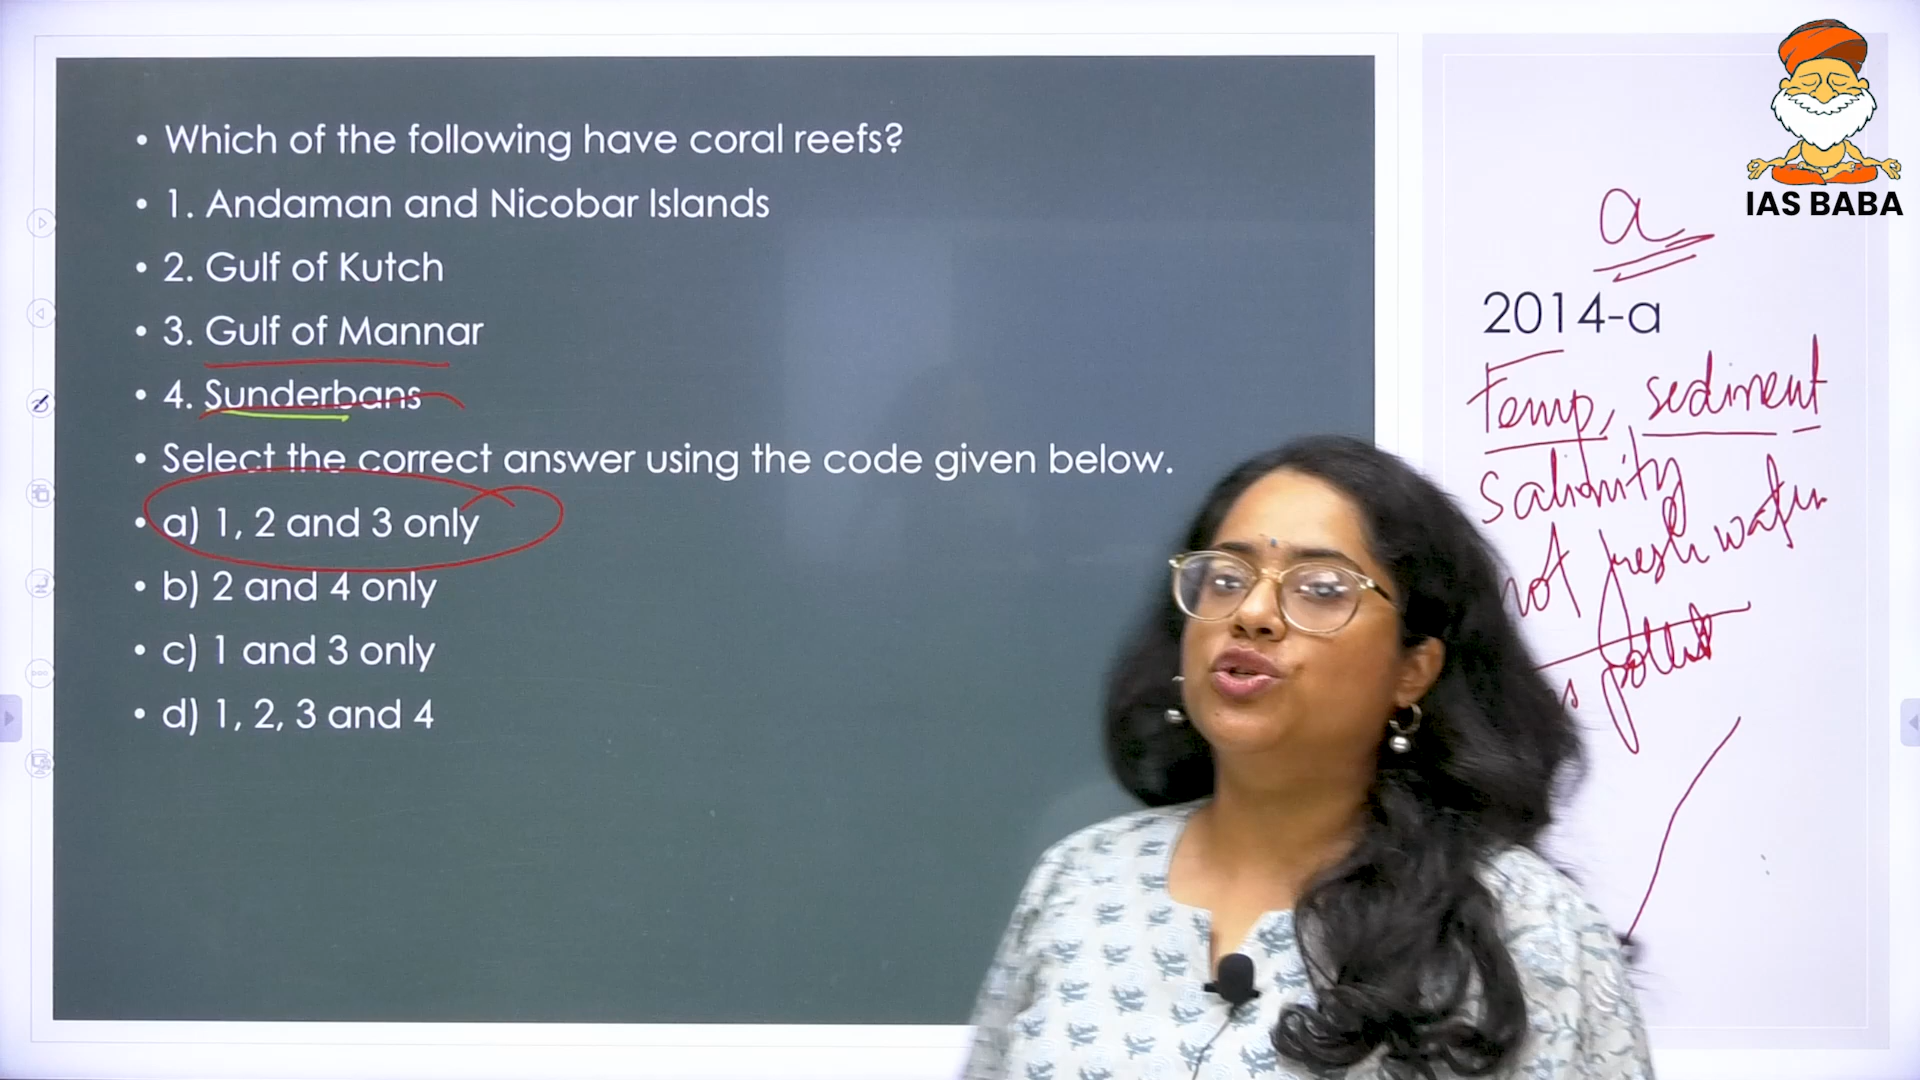 • Which of the following have coral reefs?
• 1. Andaman and Nicobar Islands
• 2. Gulf of Kutch
• 3. Gulf of Mannar
• 4. Sunderbans
• Select the correct answer using the code given below.
• a) 1, 2 and 3 only
• b) 2 and 4 only
• c) 1 and 3 only
• d) 1, 2, 3 and 4
IAS BABA
a
2014-a
Temp, sediment
Salinity
not fresh water